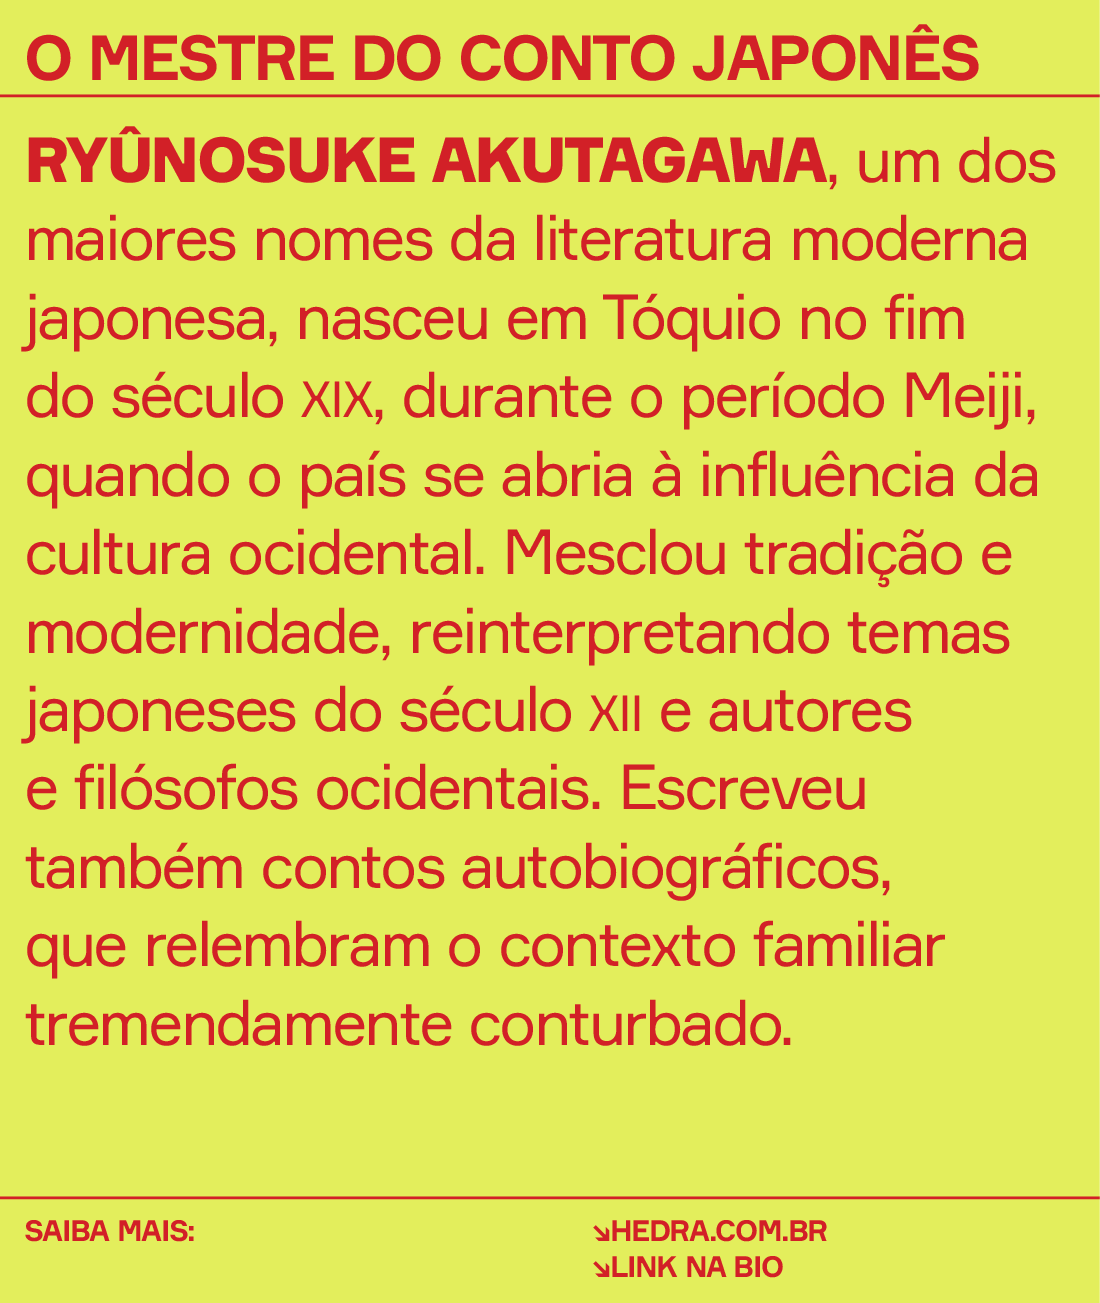 O MESTRE DO CONTO JAPONÊS
RYÛNOSUKE AKUTAGAWA, um dos
maiores nomes da literatura moderna
japonesa, nasceu em Tóquio no fim
do século XIX, durante o período Meiji,
quando o país se abria à influência da
cultura ocidental. Mesclou tradição e
modernidade, reinterpretando temas
japoneses do século XII e autores
e filósofos ocidentais. Escreveu
também contos autobiográficos,
que relembram o contexto familiar
tremendamente conturbado.
SAIBA MAIS:
↘HEDRA.COM.BR
↘LINK NA BIO